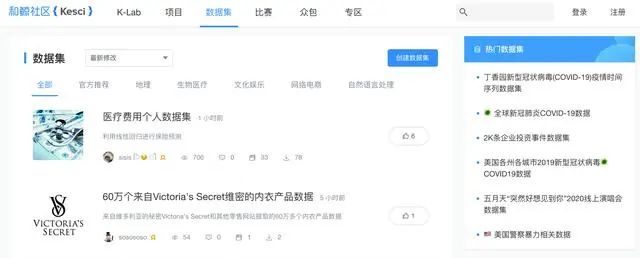 和鲸社区 { Kesci } K-Lab 项目 数据集 比赛 众包 专区 登录 注册
数据集 最新修改 创建数据集
全部 官方推荐 地理 生物医疗 文化娱乐 网络电商 自然语言处理
医疗费用个人数据集 1 小时前
利用线性回归进行保险预测
6
706 0 33 78
60万个来自Victoria's Secret维密的内衣产品数据 5 小时前
来自维多利亚的秘密Victoria's Secret和其他零售网站提取的60万多个内衣产品数据
VICTORIA'S
SECRET
1
sosososo 54 0 1 2
热门数据集
丁香园新型冠状病毒(COVID-19)疫情时间
序列数据集
全球新冠肺炎COVID-19数据
2K条企业投资事件数据集
美国各州各城市2019新型冠状病毒
COVID19数据
五月天"突然好想见到你"2020线上演唱会
数据集
美国警察暴力相关数据